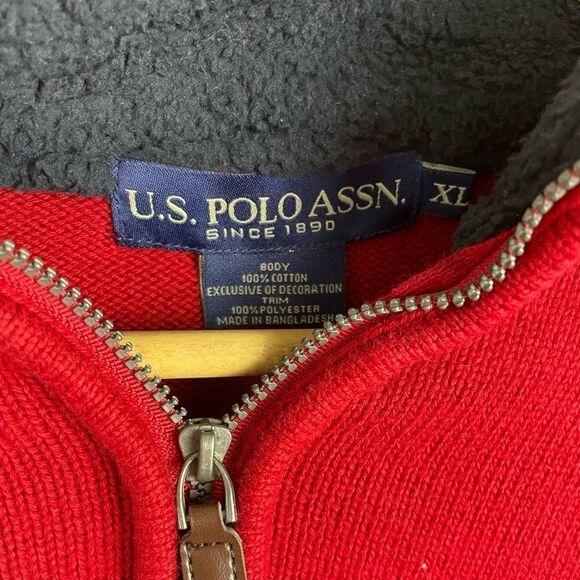 U.S. POLO ASSN.
SINCE 1890
XL
BODY
100% COTTON
EXCLUSIVE OF DECORATION
TRIM
100% POLYESTER
MADE IN BANGLADESH